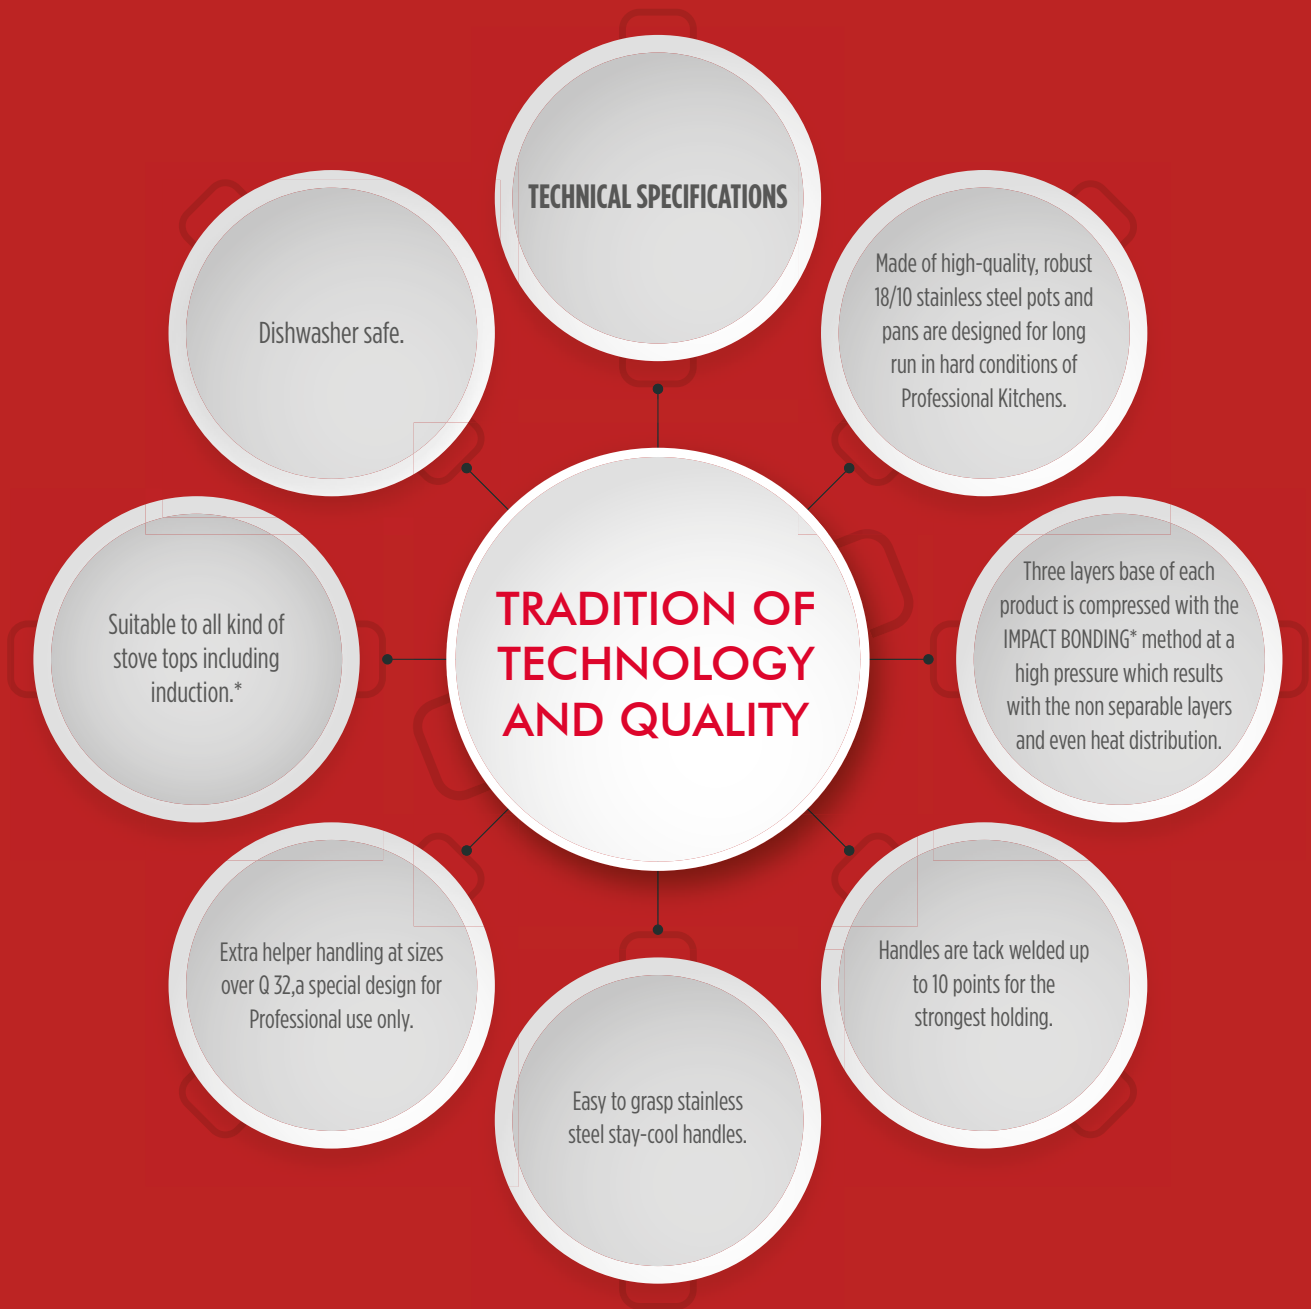 TECHNICAL SPECIFICATIONS
Made of high-quality, robust
18/10 stainless steel pots and
pans are designed for long
run in hard conditions of
Professional Kitchens.
Three layers base of each
product is compressed with the
IMPACT BONDING* method at a
high pressure which results
with the non separable layers
and even heat distribution.
Handles are tack welded up
to 10 points for the
strongest holding.
Easy to grasp stainless
steel stay-cool handles.
Extra helper handling at sizes
over Q 32,a special design for
Professional use only.
Suitable to all kind of
stove tops including
induction.*
Dishwasher safe.
TRADITION OF
TECHNOLOGY
AND QUALITY